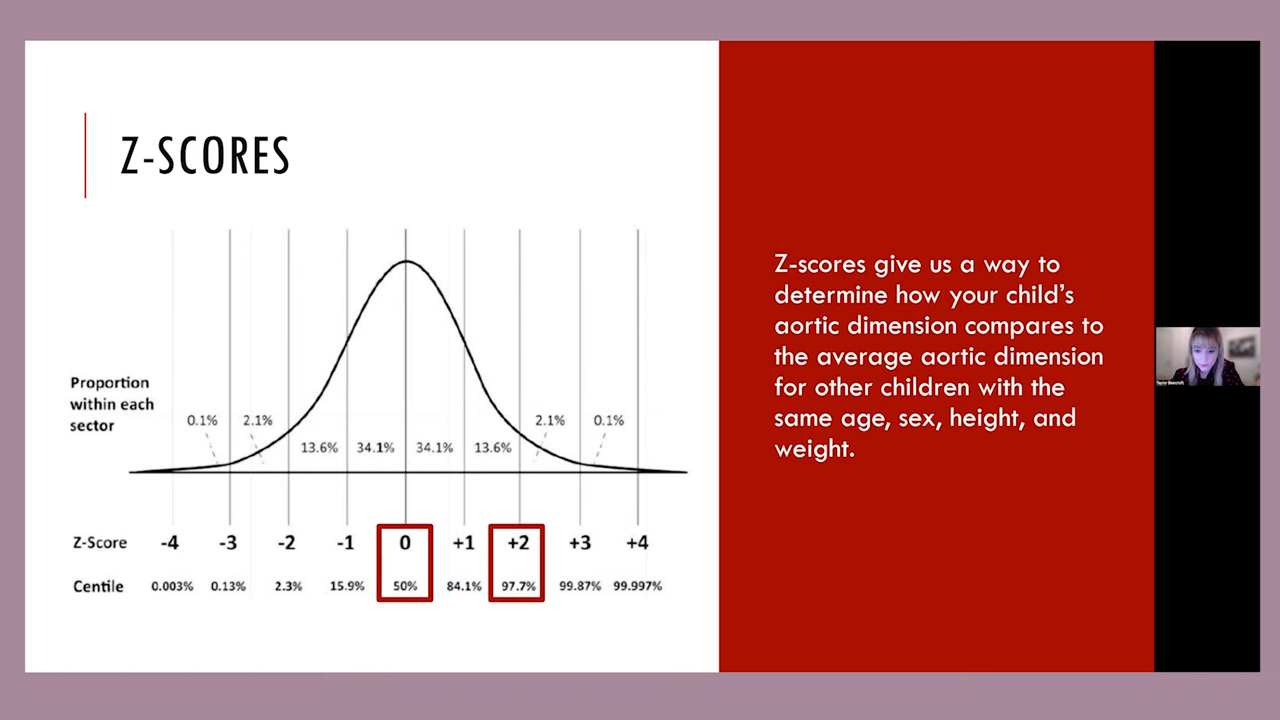 Z-SCORES
Proportion
within each
sector
0.1% 2.1% 2.1% 0.1%
13.6% 34.1% 34.1% 13.6%
Z-Score -4 -3 -2 -1 0 +1 +2 +3 +4
Centile 0.003% 0.13% 2.3% 15.9% 50% 84.1% 97.7% 99.87% 99.997%
Z-scores give us a way to
determine how your child's
aortic dimension compares to
the average aortic dimension
for other children with the
same age, sex, height, and
weight.